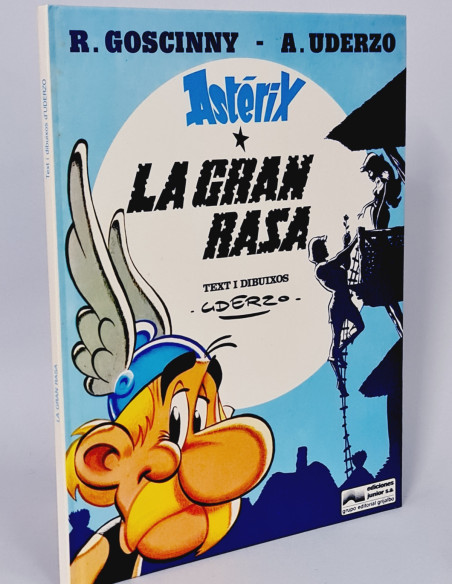 R. GOSCINNY - A. UDERZO
Astérix
LA GRAN
RASA
TEXT I DIBUIXOS
- UDERZO -
ediciones
junior s.a.
grupo editorial grijalbo
Text i dibuixos d'UDERZO
LA GRAN RASA